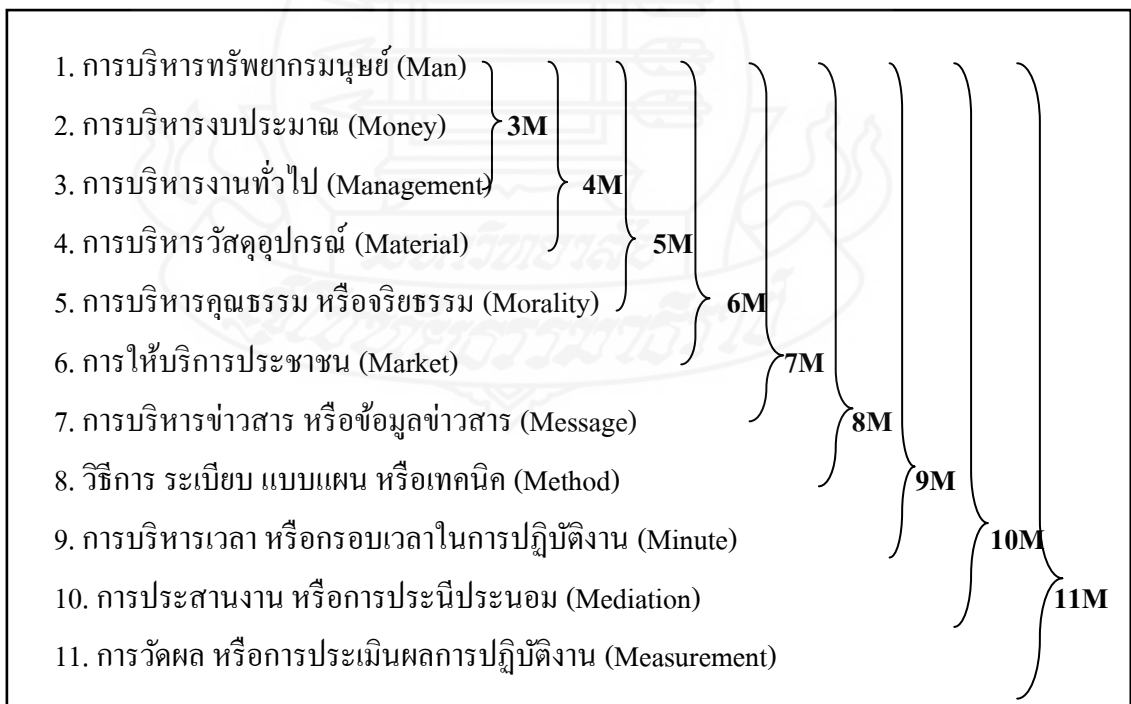 1. การบริหารทรัพยากรมนุษย์ (Man)
2. การบริหารงบประมาณ (Money) 3M
3. การบริหารงานทั่วไป (Management) 4M
4. การบริหารวัสดุอุปกรณ์ (Material) 5M
5. การบริหารคุณธรรม หรือจริยธรรม (Morality) 6M
6. การให้บริการประชาชน (Market) 7M
7. การบริหารข่าวสาร หรือข้อมูลข่าวสาร (Message) 8M
8. วิธีการ ระเบียบ แบบแผน หรือเทคนิค (Method) 9M
9. การบริหารเวลา หรือกรอบเวลาในการปฏิบัติงาน (Minute) 10M
10. การประสานงาน หรือการประนีประนอม (Mediation) 11M
11. การวัดผล หรือการประเมินผลการปฏิบัติงาน (Measurement)